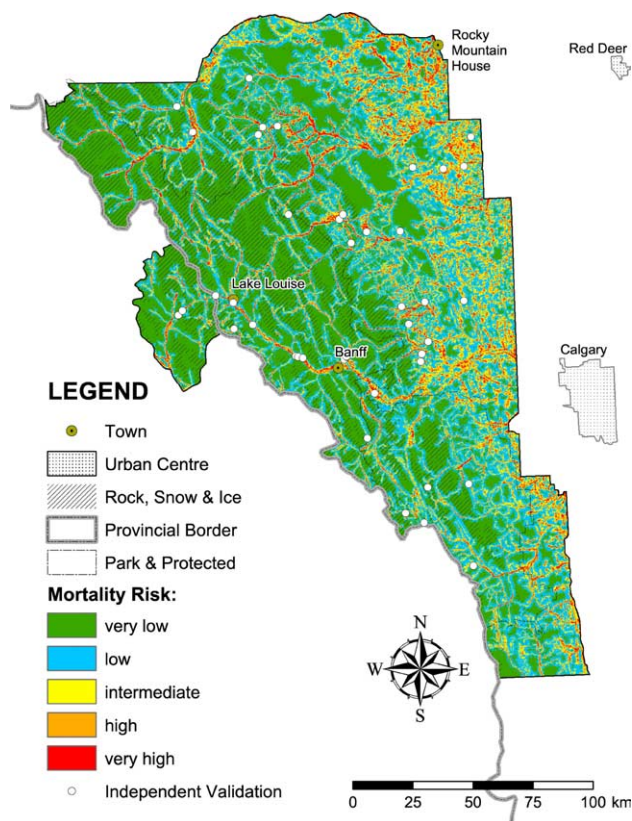 Rocky
Mountain
House
Red Deer
Lake Louise
Banff
Calgary
LEGEND
Town
Urban Centre
Rock, Snow & Ice
Provincial Border
Park & Protected
Mortality Risk:
very low
low
intermediate
high
very high
Independent Validation
N
W E
S
0 25 50 75 100 km